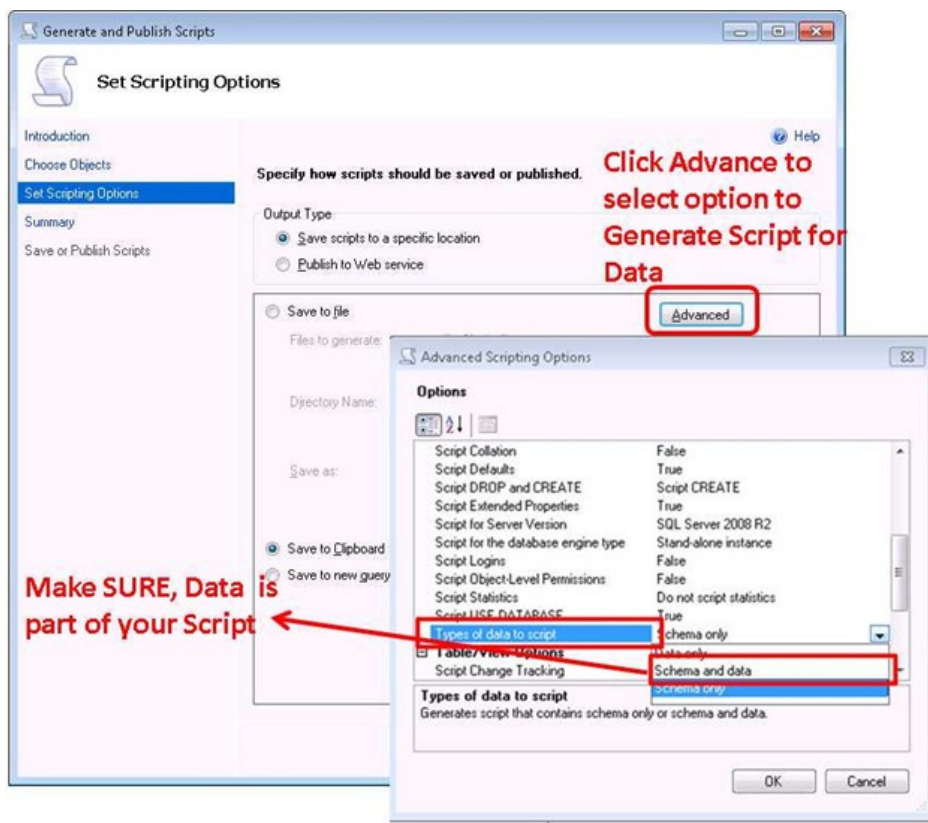 Generate and Publish Scripts
Set Scripting Options
Introduction
Choose Objects
Set Scripting Options
Summary
Save or Publish Scripts
Help
Specify how scripts should be saved or published.
Click Advance to
select option to
Generate Script for
Data
Output Type
Save scripts to a specific location
Publish to Web service
Save to file
Advanced
Files to generate:
Directory Name:
Save as:
Save to Clipboard
Save to new query
Make SURE, Data is
part of your Script
Advanced Scripting Options
Options
Script Collation False
Script Defaults True
Script DROP and CREATE Script CREATE
Script Extended Properties True
Script for Server Version SQL Server 2008 R2
Script for the database engine type Stand-alone instance
Script Logins False
Script Object-Level Permissions False
Script Statistics Do not script statistics
Script USE DATABASE True
Types of data to script Schema only
Table/View Options Data only
Script Change Tracking Schema and data
Schema only
Types of data to script
Generates script that contains schema only or schema and data.
OK Cancel